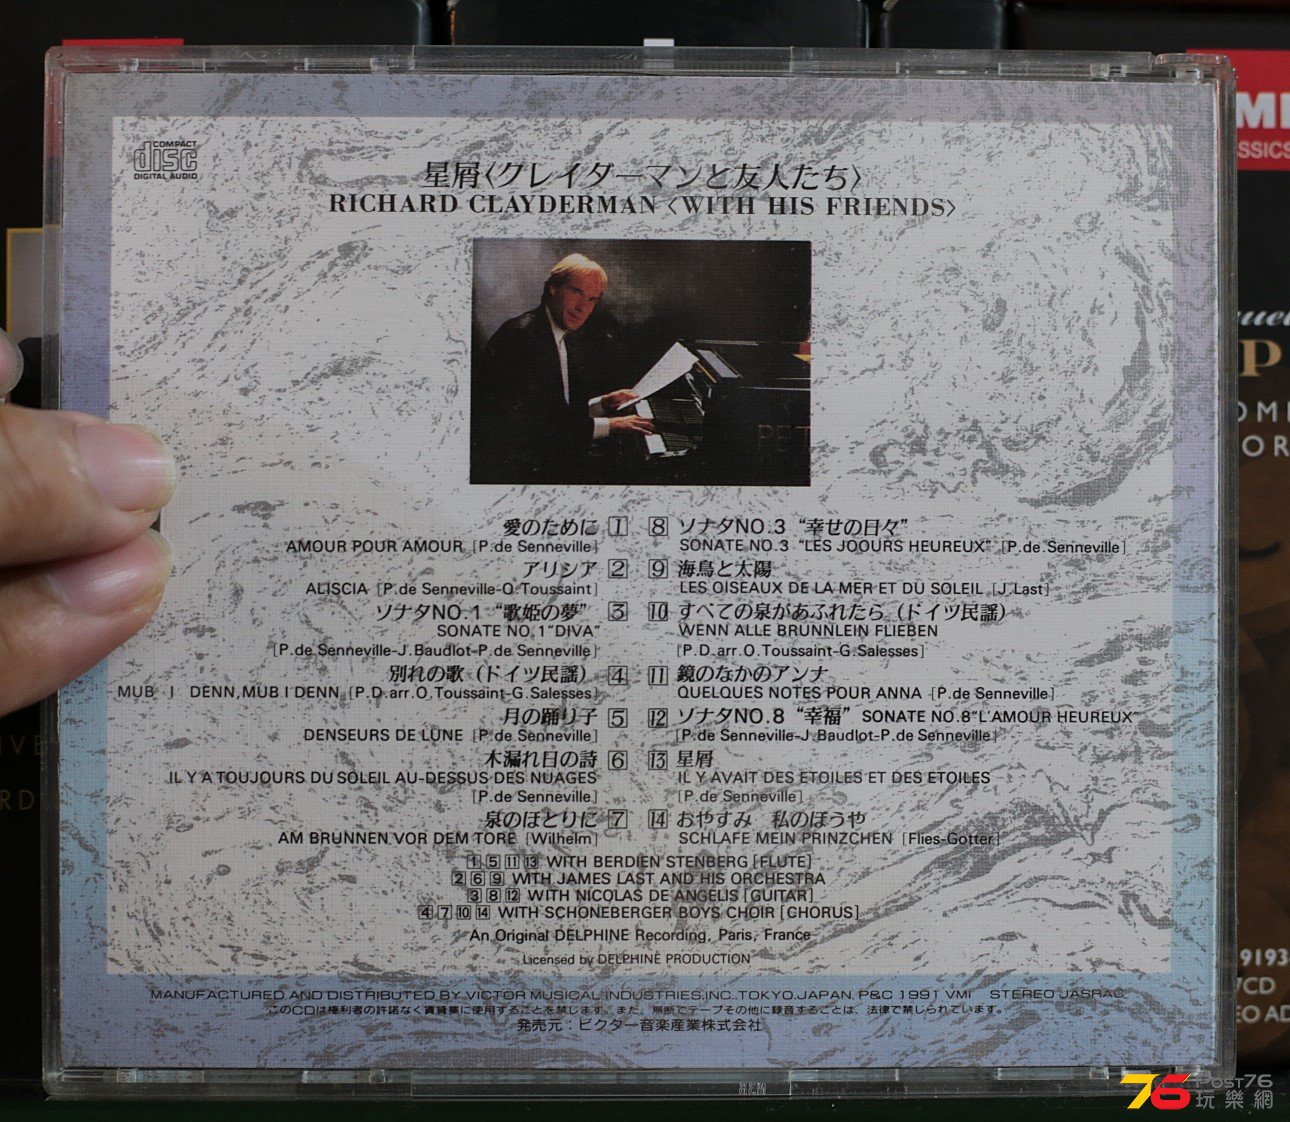 COMPACT
disc
DIGITAL AUDIO
星屑〈クレイダーマンと友人たち〉
RICHARD CLAYDERMAN〈WITH HIS FRIENDS〉
愛のために 1
AMOUR POUR AMOUR [P.de Senneville]
アリシア 2
ALISCIA [P.de Senneville-O.Toussaint]
ソナタNO.1 “歌姫の夢” 3
SONATE NO.1“DIVA”
[P.de Senneville-J.Baudlot-P.de Senneville]
別れの歌（ドイツ民謡） 4
MUB I DENN,MUB I DENN [P.D.arr.O.Toussaint-G.Salesses]
月の踊り子 5
DENSEURS DE LUNE [P.de Senneville]
木漏れ日の詩 6
IL Y A TOUJOURS DU SOLEIL AU-DESSUS DES NUAGES
[P.de Senneville]
泉のほとりに 7
AM BRUNNEN VOR DEM TORE [Wilhelm]
8 ソナタNO.3 “幸せの日々”
SONATE NO.3 “LES JOOURS HEUREUX” [P.de.Senneville]
9 海鳥と太陽
LES OISEAUX DE LA MER ET DU SOLEIL [J.Last]
10 すべての泉があふれたら（ドイツ民謡）
WENN ALLE BRUNNLEIN FLIEBEN
[P.D.arr.O.Toussaint-G.Salesses]
11 鏡のなかのアンナ
QUELQUES NOTES POUR ANNA [P.de Senneville]
12 ソナタNO.8 “幸福” SONATE NO.8“L'AMOUR HEUREUX”
[P.de Senneville-J.Baudlot-P.de Senneville]
13 星屑
IL Y AVAIT DES ETOILES ET DES ETOILES
[P.de Senneville]
14 おやすみ 私のぼうや
SCHLAFE MEIN PRINZCHEN [Flies-Gotter]
1 5 11 13 WITH BERDIEN STENBERG [FLUTE]
2 6 9 WITH JAMES LAST AND HIS ORCHESTRA
3 8 12 WITH NICOLAS DE ANGELIS [GUITAR]
4 7 10 14 WITH SCHONEBERGER BOYS CHOIR [CHORUS]
An Original DELPHINE Recording, Paris, France
Licensed by DELPHINE PRODUCTION
MANUFACTURED AND DISTRIBUTED BY VICTOR MUSICAL INDUSTRIES,INC.,TOKYO,JAPAN. P&C 1991 VMI STEREO JASRAC
このCDは権利者の許諾なく賃貸業に使用することを禁じます。また、無断でテープその他に録音することは、法律で禁じられています。
発売元：ビクター音楽産業株式会社
76 POST76
玩樂網